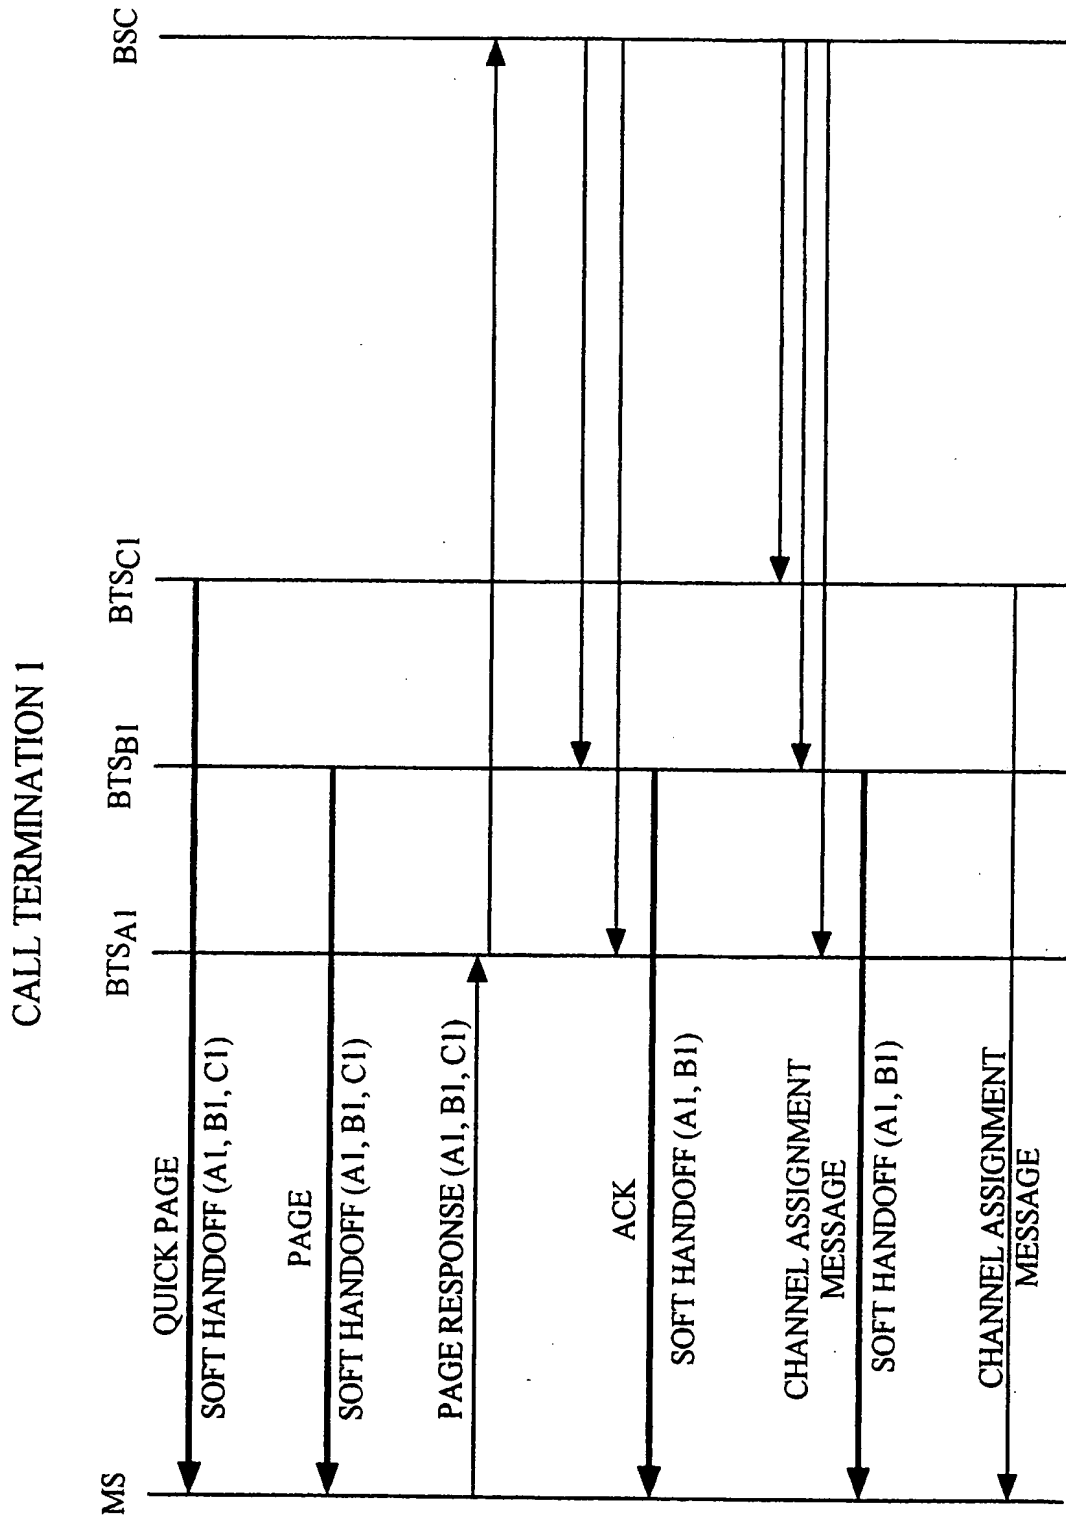 CALL TERMINATION 1
MS
BTSA1
BTSB1
BTSC1
BSC
QUICK PAGE
SOFT HANDOFF (A1, B1, C1)
PAGE
SOFT HANDOFF (A1, B1, C1)
PAGE RESPONSE (A1, B1, C1)
ACK
SOFT HANDOFF (A1, B1)
CHANNEL ASSIGNMENT
MESSAGE
SOFT HANDOFF (A1, B1)
CHANNEL ASSIGNMENT
MESSAGE